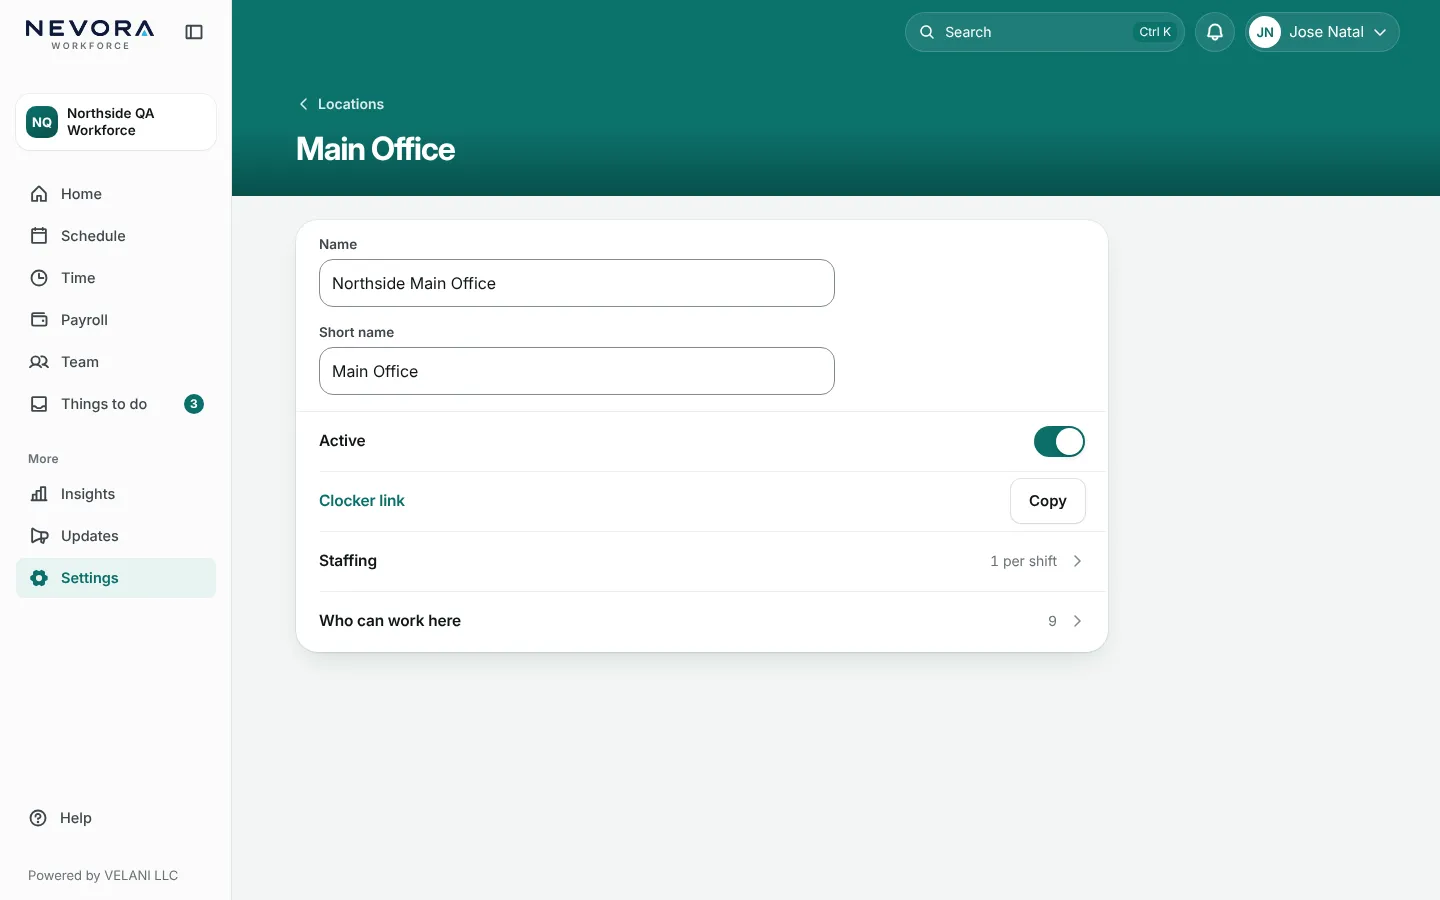 NEVORA
WORKFORCE
Search
Ctrl K
JN
Jose Natal
Northside QA
Workforce
NQ
Locations
Main Office
Home
Schedule
Time
Payroll
Team
Things to do
3
More
Insights
Updates
Settings
Help
Powered by VELANI LLC
Name
Northside Main Office
Short name
Main Office
Active
Clocker link
Copy
Staffing
1 per shift
Who can work here
9